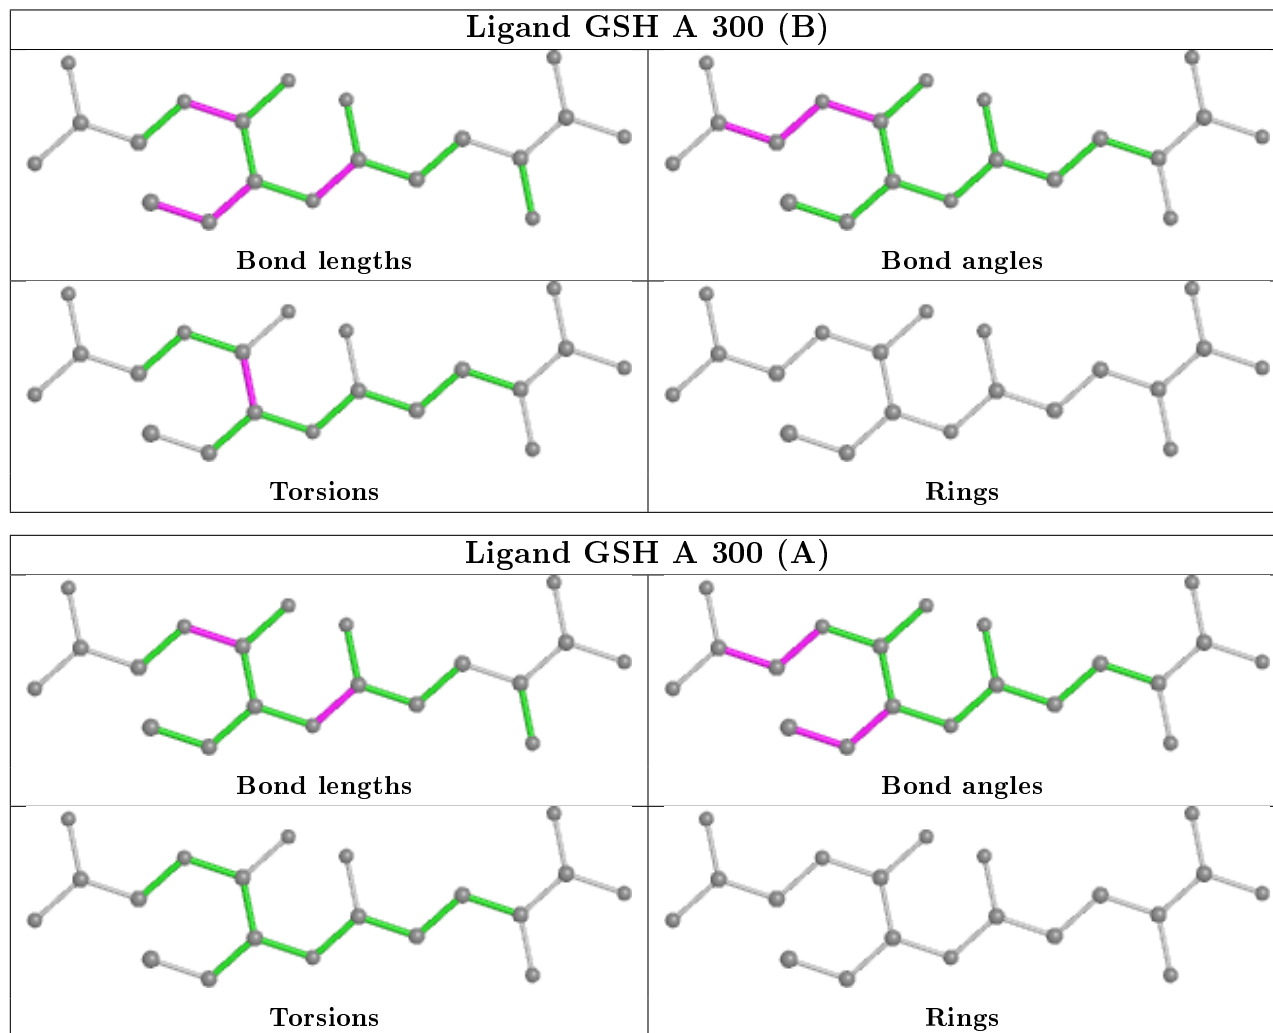 Ligand GSH A 300 (B)
Bond lengths
Bond angles
Torsions
Rings
Ligand GSH A 300 (A)
Bond lengths
Bond angles
Torsions
Rings